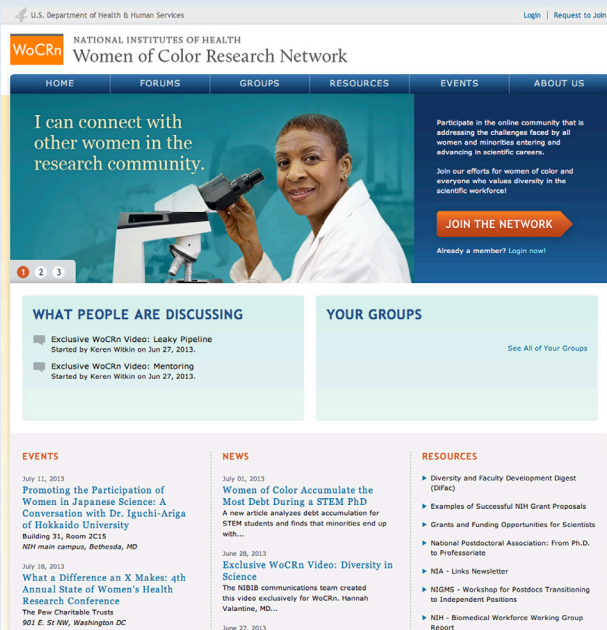 U.S. Department of Health & Human Services
Login | Request to Join
WoCRn
NATIONAL INSTITUTES OF HEALTH
Women of Color Research Network
HOME
FORUMS
GROUPS
RESOURCES
EVENTS
ABOUT US
I can connect with
other women in the
research community.
Participate in the online community that is
addressing the challenges faced by all
women and minorities entering and
advancing in scientific careers.
Join our efforts for women of color and
everyone who values diversity in the
scientific workforce!
JOIN THE NETWORK
Already a member? Login now!
1 2 3
WHAT PEOPLE ARE DISCUSSING
Exclusive WoCRn Video: Leaky Pipeline
Started by Keren Witkin on Jun 27, 2013.
Exclusive WoCRn Video: Mentoring
Started by Keren Witkin on Jun 27, 2013.
YOUR GROUPS
See All of Your Groups
EVENTS
July 11, 2013
Promoting the Participation of
Women in Japanese Science: A
Conversation with Dr. Iguchi-Ariga
of Hokkaido University
Building 31, Room 2C15
NIH main campus, Bethesda, MD
July 18, 2013
What a Difference an X Makes: 4th
Annual State of Women's Health
Research Conference
The Pew Charitable Trusts
901 E. St NW, Washington DC
NEWS
July 01, 2013
Women of Color Accumulate the
Most Debt During a STEM PhD
A new article analyzes debt accumulation for
STEM students and finds that minorities end up
with...
June 28, 2013
Exclusive WoCRn Video: Diversity in
Science
The NIBIB communications team created
this video exclusively for WoCRn. Hannah
Valantine, MD...
June 27, 2013
RESOURCES
Diversity and Faculty Development Digest
(DiFac)
Examples of Successful NIH Grant Proposals
Grants and Funding Opportunities for Scientists
National Postdoctoral Association: From Ph.D.
to Professoriate
NIA - Links Newsletter
NIGMS - Workshop for Postdocs Transitioning
to Independent Positions
NIH - Biomedical Workforce Working Group
Report